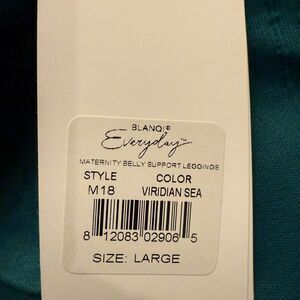 BLANQI®
Everyday™
MATERNITY BELLY SUPPORT LEGGINGS
STYLE COLOR
M18 VIRIDIAN SEA
8 12083 02906 5
SIZE: LARGE